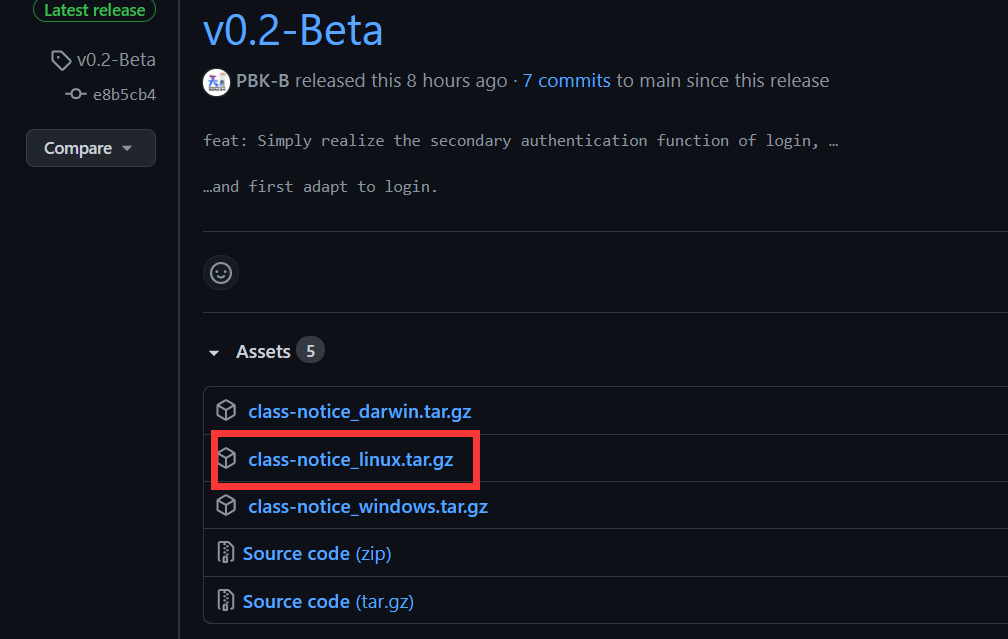 Latest release
v0.2-Beta
e8b5cb4
Compare
v0.2-Beta
PBK-B released this 8 hours ago · 7 commits to main since this release
feat: Simply realize the secondary authentication function of login, …
…and first adapt to login.
Assets 5
class-notice_darwin.tar.gz
class-notice_linux.tar.gz
class-notice_windows.tar.gz
Source code (zip)
Source code (tar.gz)